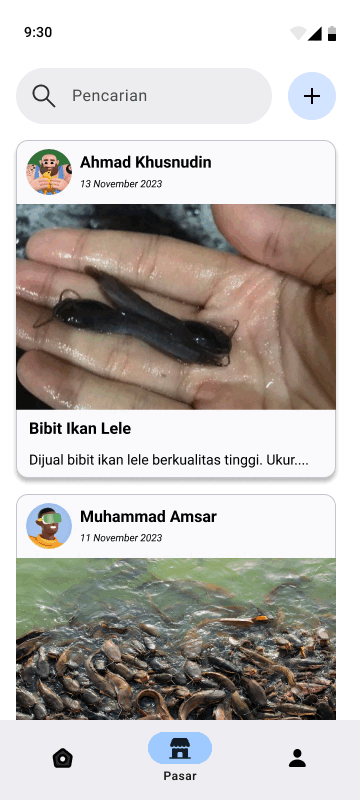 9:30
Pencarian
Ahmad Khusnudin
13 November 2023
Bibit Ikan Lele
Dijual bibit ikan lele berkualitas tinggi. Ukur....
Muhammad Amsar
11 November 2023
Pasar